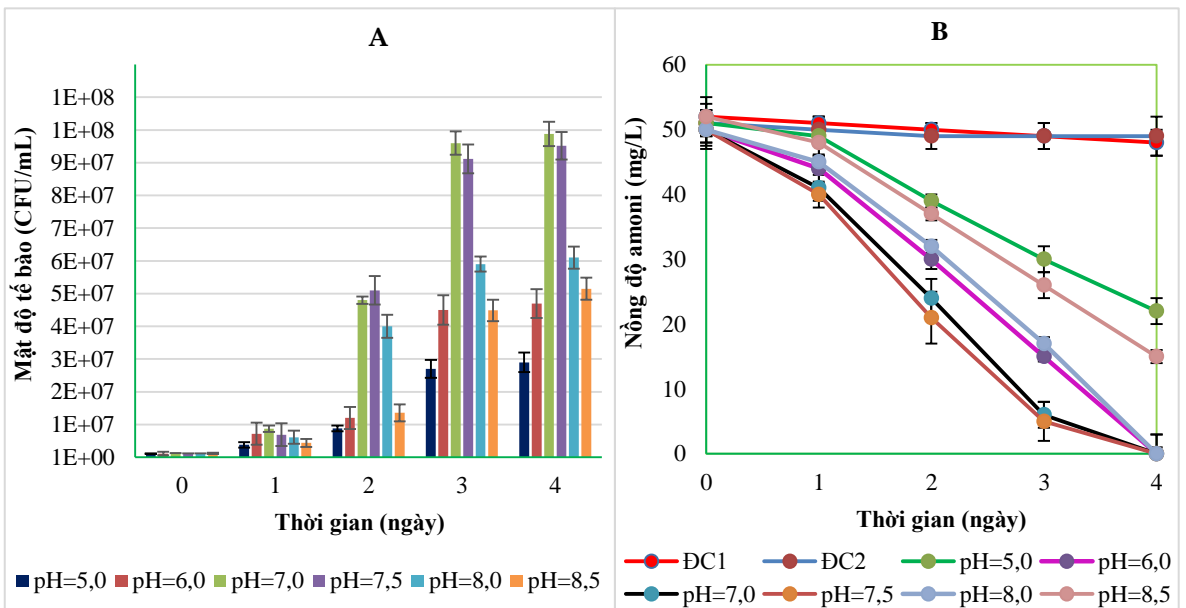 A
Mật độ tế bào (CFU/mL)
1E+08
1E+08
9E+07
8E+07
7E+07
6E+07
5E+07
4E+07
3E+07
2E+07
1E+07
1E+00
0 1 2 3 4
Thời gian (ngày)
pH=5,0 pH=6,0 pH=7,0 pH=7,5 pH=8,0 pH=8,5
B
Nồng độ amoni (mg/L)
60
50
40
30
20
10
0
0 1 2 3 4
Thời gian (ngày)
ĐC1 ĐC2 pH=5,0 pH=6,0
pH=7,0 pH=7,5 pH=8,0 pH=8,5